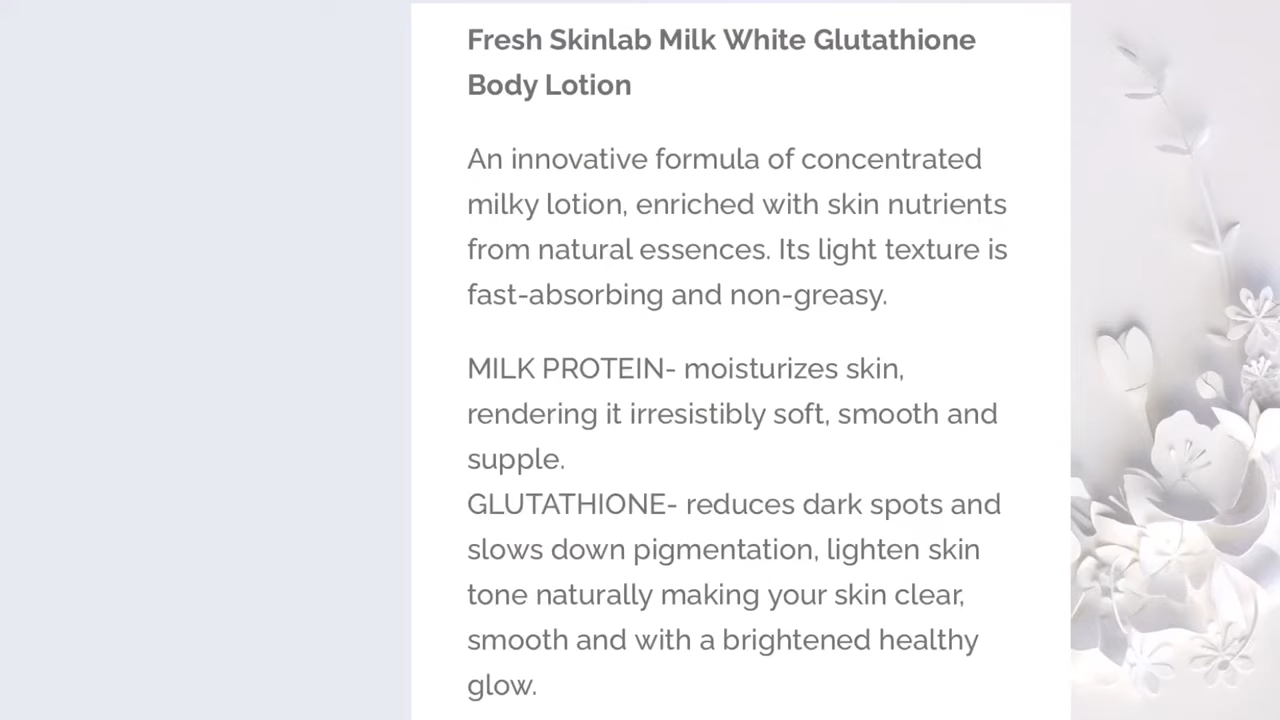 Fresh Skinlab Milk White Glutathione
Body Lotion
An innovative formula of concentrated
milky lotion, enriched with skin nutrients
from natural essences. Its light texture is
fast-absorbing and non-greasy.
MILK PROTEIN- moisturizes skin,
rendering it irresistibly soft, smooth and
supple.
GLUTATHIONE- reduces dark spots and
slows down pigmentation, lighten skin
tone naturally making your skin clear,
smooth and with a brightened healthy
glow.